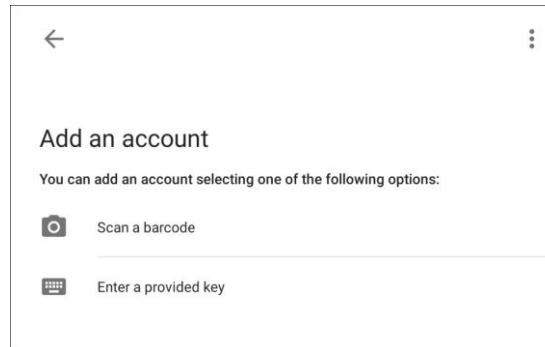 Add an account
You can add an account selecting one of the following options:
Scan a barcode
Enter a provided key